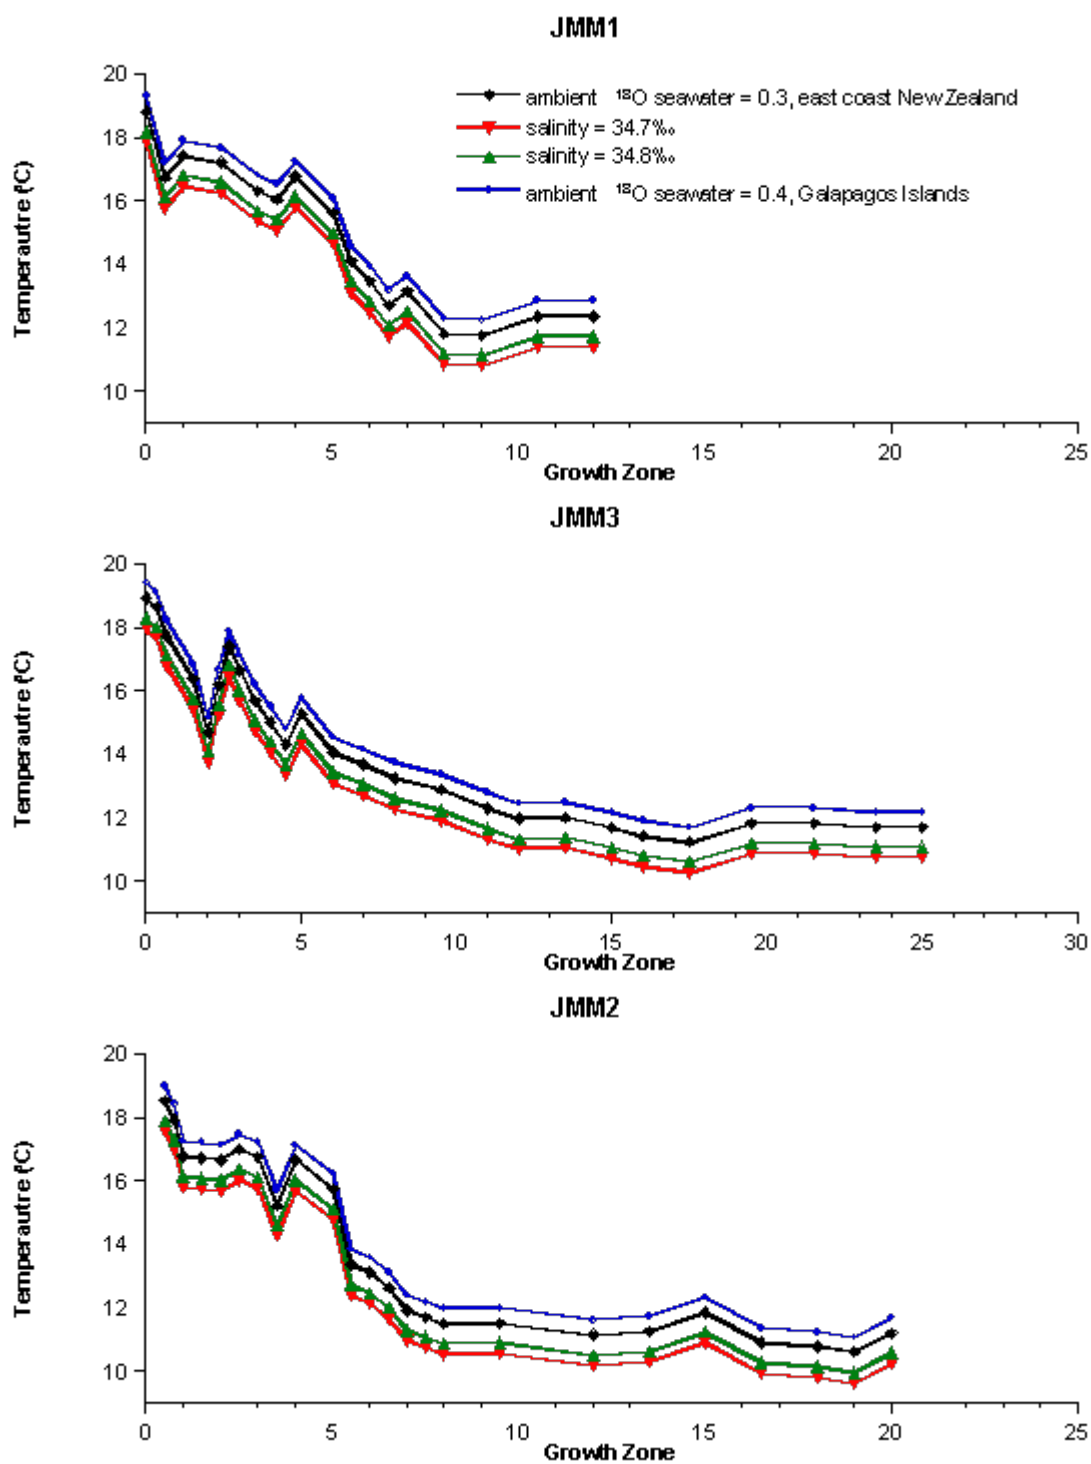 JMM1
20
18
16
14
12
10
Temperautre (°C)
ambient ¹⁸O seawater = 0.3, east coast New Zealand
salinity = 34.7‰
salinity = 34.8‰
ambient ¹⁸O seawater = 0.4, Galapagos Islands
0 5 10 15 20 25
Growth Zone
JMM3
20
18
16
14
12
10
Temperautre (°C)
0 5 10 15 20 25 30
Growth Zone
JMM2
20
18
16
14
12
10
Temperautre (°C)
0 5 10 15 20 25
Growth Zone